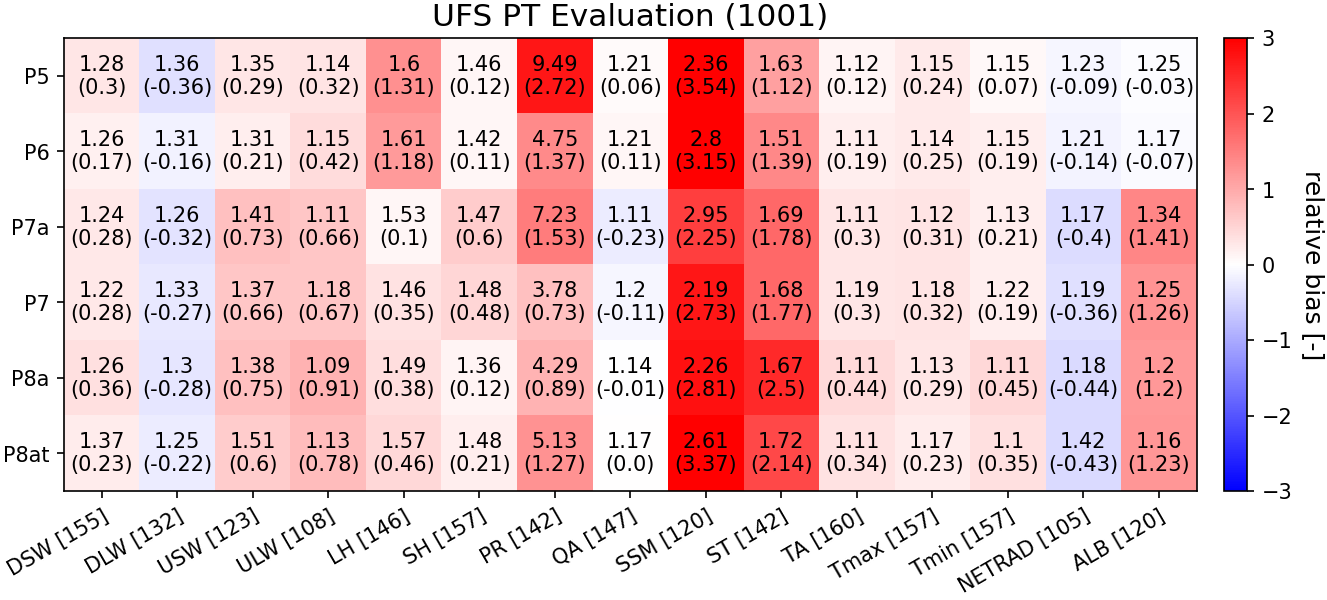 UFS PT Evaluation (1001)
P5 1.28 1.36 1.35 1.14 1.6 1.46 9.49 1.21 2.36 1.63 1.12 1.15 1.15 1.23 1.25
(0.3) (-0.36) (0.29) (0.32) (1.31) (0.12) (2.72) (0.06) (3.54) (1.12) (0.12) (0.24) (0.07) (-0.09) (-0.03)
P6 1.26 1.31 1.31 1.15 1.61 1.42 4.75 1.21 2.8 1.51 1.11 1.14 1.15 1.21 1.17
(0.17) (-0.16) (0.21) (0.42) (1.18) (0.11) (1.37) (0.11) (3.15) (1.39) (0.19) (0.25) (0.19) (-0.14) (-0.07)
P7a 1.24 1.26 1.41 1.11 1.53 1.47 7.23 1.11 2.95 1.69 1.11 1.12 1.13 1.17 1.34
(0.28) (-0.32) (0.73) (0.66) (0.1) (0.6) (1.53) (-0.23) (2.25) (1.78) (0.3) (0.31) (0.21) (-0.4) (1.41)
P7 1.22 1.33 1.37 1.18 1.46 1.48 3.78 1.2 2.19 1.68 1.19 1.18 1.22 1.19 1.25
(0.28) (-0.27) (0.66) (0.67) (0.35) (0.48) (0.73) (-0.11) (2.73) (1.77) (0.3) (0.32) (0.19) (-0.36) (1.26)
P8a 1.26 1.3 1.38 1.09 1.49 1.36 4.29 1.14 2.26 1.67 1.11 1.13 1.11 1.18 1.2
(0.36) (-0.28) (0.75) (0.91) (0.38) (0.12) (0.89) (-0.01) (2.81) (2.5) (0.44) (0.29) (0.45) (-0.44) (1.2)
P8at 1.37 1.25 1.51 1.13 1.57 1.48 5.13 1.17 2.61 1.72 1.11 1.17 1.1 1.42 1.16
(0.23) (-0.22) (0.6) (0.78) (0.46) (0.21) (1.27) (0.0) (3.37) (2.14) (0.34) (0.23) (0.35) (-0.43) (1.23)
DSW [155] DLW [132] USW [123] ULW [108] LH [146] SH [157] PR [142] QA [147] SSM [120] ST [142] TA [160] Tmax [157] Tmin [157] NETRAD [105] ALB [120]
3
2
1
0
−1
−2
−3
relative bias [-]